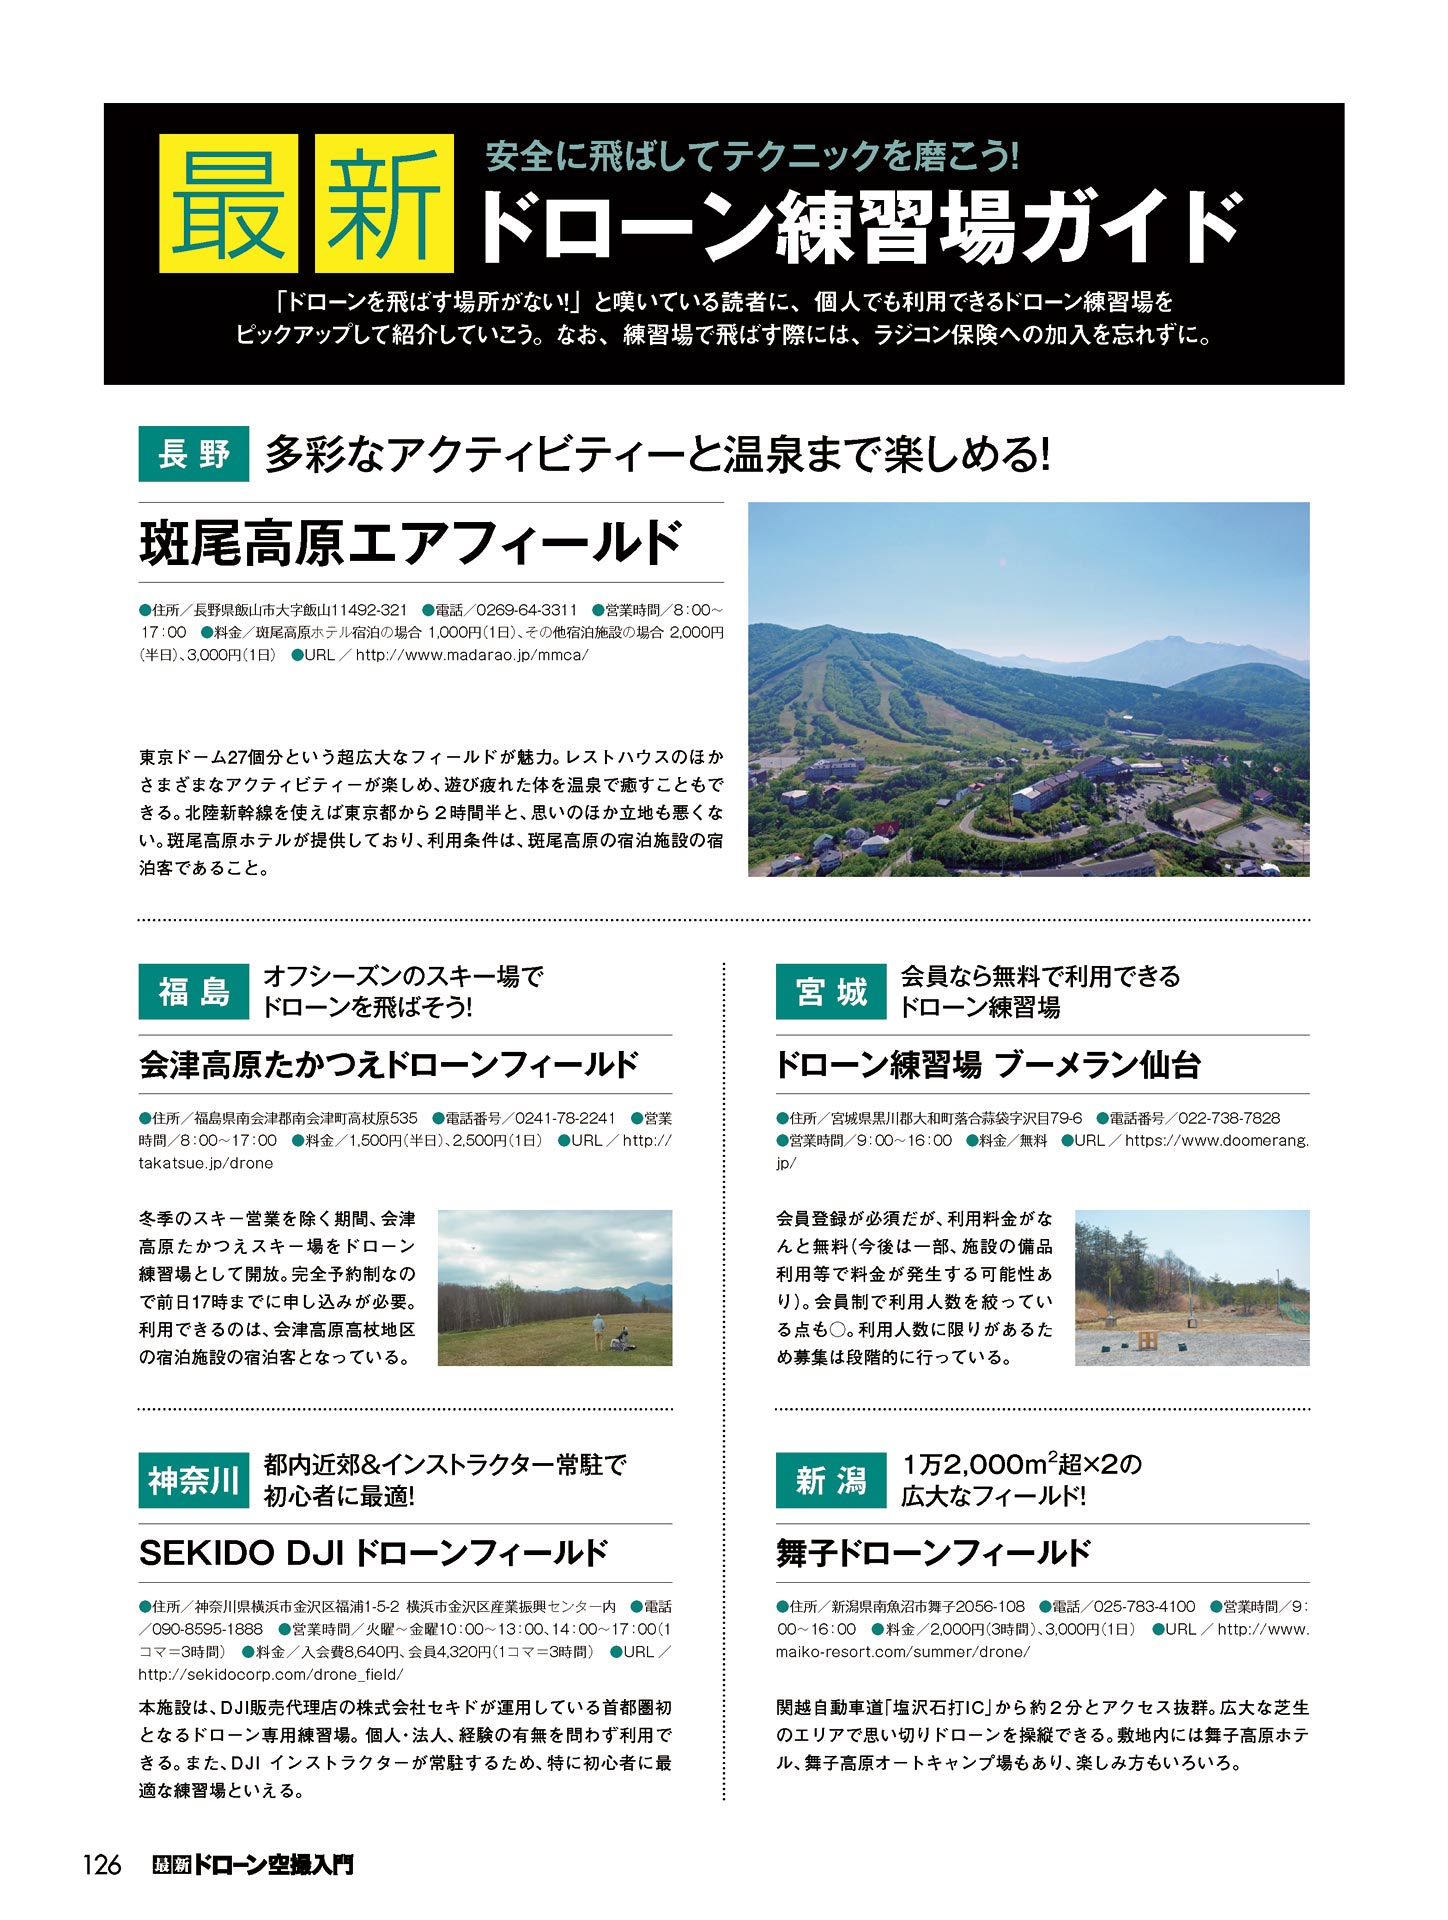 最新
安全に飛ばしてテクニックを磨こう!
ドローン練習場ガイド
「ドローンを飛ばす場所がない!」と嘆いている読者に、個人でも利用できるドローン練習場を
ピックアップして紹介していこう。なお、練習場で飛ばす際には、ラジコン保険への加入を忘れずに。
長野
多彩なアクティビティーと温泉まで楽しめる!
斑尾高原エアフィールド
●住所／長野県飯山市大字飯山11492-321 ●電話／0269-64-3311 ●営業時間／8：00〜
17：00 ●料金／斑尾高原ホテル宿泊の場合 1,000円(1日)、その他宿泊施設の場合 2,000円
(半日)、3,000円(1日) ●URL／http://www.madarao.jp/mmca/
東京ドーム27個分という超広大なフィールドが魅力。レストハウスのほか
さまざまなアクティビティーが楽しめ、遊び疲れた体を温泉で癒すこともで
きる。北陸新幹線を使えば東京都から2時間半と、思いのほか立地も悪くな
い。斑尾高原ホテルが提供しており、利用条件は、斑尾高原の宿泊施設の宿
泊客であること。
福島
オフシーズンのスキー場で
ドローンを飛ばそう!
会津高原たかつえドローンフィールド
●住所／福島県南会津郡南会津町高杖原535 ●電話番号／0241-78-2241 ●営業
時間／8：00〜17：00 ●料金／1,500円(半日)、2,500円(1日) ●URL／http://
takatsue.jp/drone
冬季のスキー営業を除く期間、会津
高原たかつえスキー場をドローン
練習場として開放。完全予約制なの
で前日17時までに申し込みが必要。
利用できるのは、会津高原高杖地区
の宿泊施設の宿泊客となっている。
宮城
会員なら無料で利用できる
ドローン練習場
ドローン練習場 ブーメラン仙台
●住所／宮城県黒川郡大和町落合蒜袋字沢目79-6 ●電話番号／022-738-7828
●営業時間／9：00〜16：00 ●料金／無料 ●URL／https://www.doomerang.
jp/
会員登録が必須だが、利用料金がな
んと無料(今後は一部、施設の備品
利用等で料金が発生する可能性あ
り)。会員制で利用人数を絞ってい
る点も○。利用人数に限りがあるた
め募集は段階的に行っている。
神奈川
都内近郊&インストラクター常駐で
初心者に最適!
SEKIDO DJI ドローンフィールド
●住所／神奈川県横浜市金沢区福浦1-5-2 横浜市金沢区産業振興センター内 ●電話
／090-8595-1888 ●営業時間／火曜〜金曜10：00〜13：00、14：00〜17：00(1
コマ＝3時間) ●料金／入会費8,640円、会員4,320円(1コマ＝3時間) ●URL／
http://sekidocorp.com/drone_field/
本施設は、DJI販売代理店の株式会社セキドが運用している首都圏初
となるドローン専用練習場。個人・法人、経験の有無を問わず利用で
きる。また、DJI インストラクターが常駐するため、特に初心者に最
適な練習場といえる。
新潟
1万2,000m²超×2の
広大なフィールド!
舞子ドローンフィールド
●住所／新潟県南魚沼市舞子2056-108 ●電話／025-783-4100 ●営業時間／9：
00〜16：00 ●料金／2,000円(3時間)、3,000円(1日) ●URL／http://www.
maiko-resort.com/summer/drone/
関越自動車道「塩沢石打IC」から約2分とアクセス抜群。広大な芝生
のエリアで思い切りドローンを操縦できる。敷地内には舞子高原ホテ
ル、舞子高原オートキャンプ場もあり、楽しみ方もいろいろ。
126 最新ドローン空撮入門